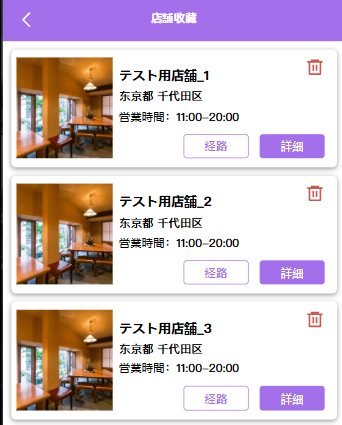 店舗收藏
テスト用店舗_1
东京都 千代田区
営業時間：11:00-20:00
经路
詳細
テスト用店舗_2
东京都 千代田区
営業時間：11:00-20:00
经路
詳細
テスト用店舗_3
东京都 千代田区
営業時間：11:00-20:00
经路
詳細